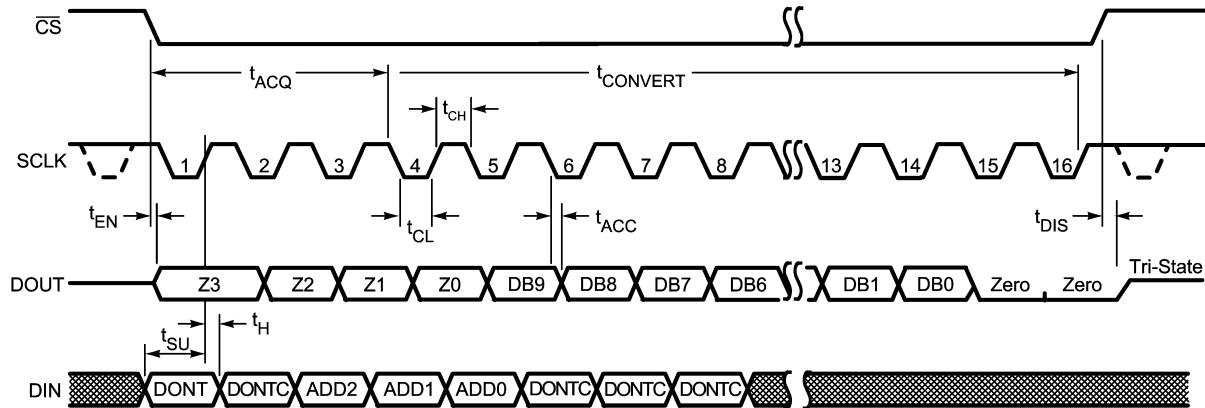 CS
tACQ
tCONVERT
tCH
SCLK 1 2 3 4 5 6 7 8 13 14 15 16
tEN
tCL
tACC
tDIS
DOUT Z3 Z2 Z1 Z0 DB9 DB8 DB7 DB6 DB1 DB0 Zero Zero Tri-State
tSU
tH
DIN DONT DONTC ADD2 ADD1 ADD0 DONTC DONTC DONTC